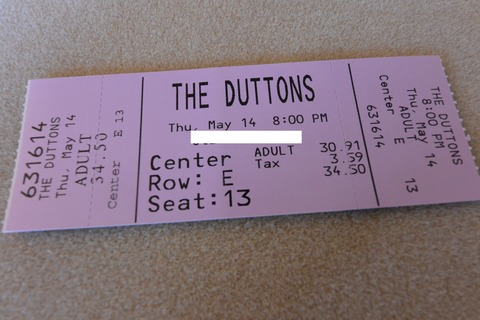 631614
THE DUTTONS
Thu, May 14
ADULT
34.50
Center E 13
THE DUTTONS
Thu, May 14 8:00 PM
Center ADULT 30.91
Tax 3.59
Row: E 34.50
Seat:13
THE DUTTONS
8:00 PM
Thu, May 14
ADULT
E 13
Center
631614